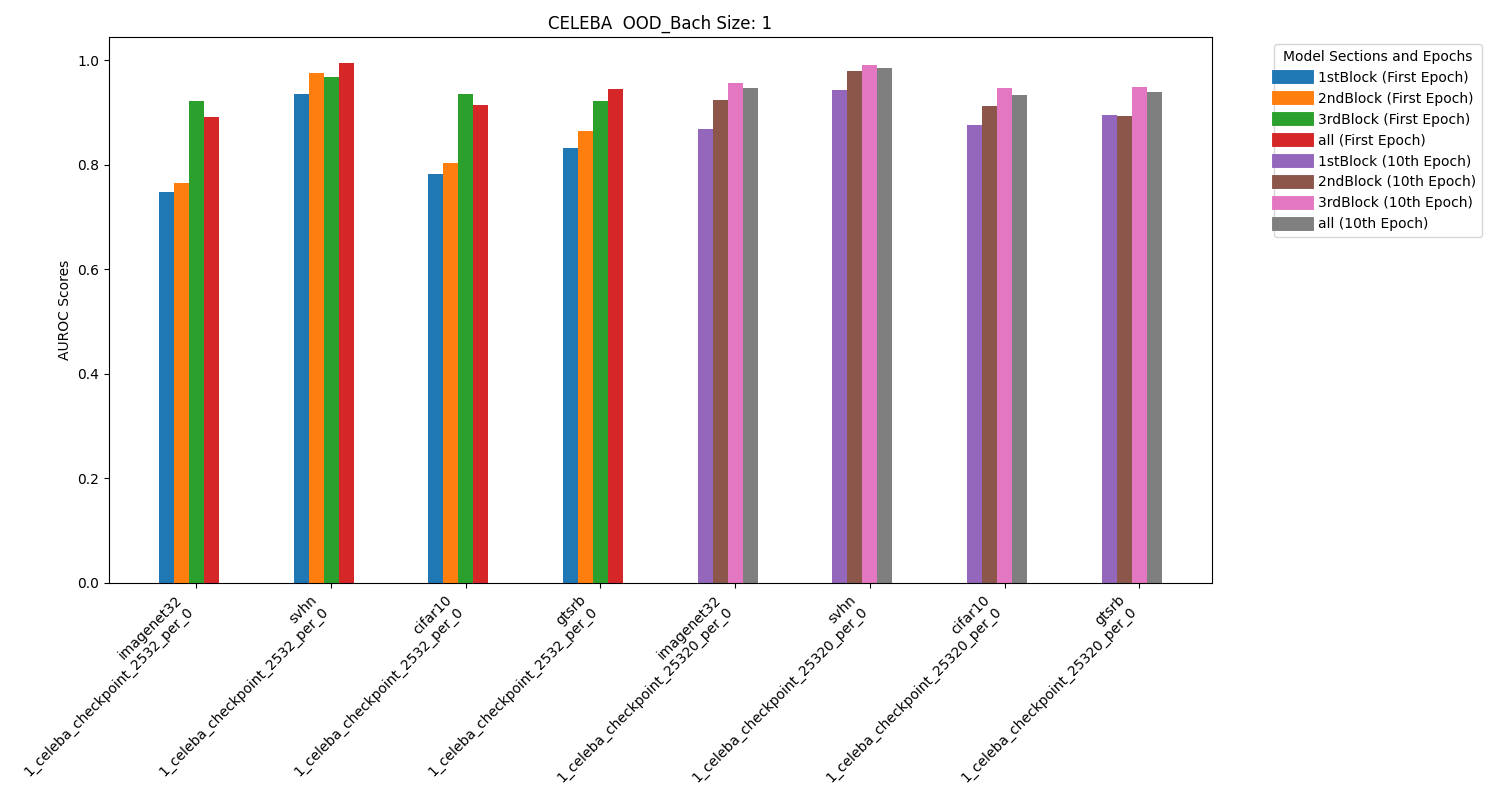 CELEBA  OOD_Bach Size: 1
AUROC Scores
1.0
0.8
0.6
0.4
0.2
0.0
imagenet32
1_celeba_checkpoint_2532_per_0
svhn
1_celeba_checkpoint_2532_per_0
cifar10
1_celeba_checkpoint_2532_per_0
gtsrb
1_celeba_checkpoint_2532_per_0
imagenet32
1_celeba_checkpoint_25320_per_0
svhn
1_celeba_checkpoint_25320_per_0
cifar10
1_celeba_checkpoint_25320_per_0
gtsrb
1_celeba_checkpoint_25320_per_0
Model Sections and Epochs
1stBlock (First Epoch)
2ndBlock (First Epoch)
3rdBlock (First Epoch)
all (First Epoch)
1stBlock (10th Epoch)
2ndBlock (10th Epoch)
3rdBlock (10th Epoch)
all (10th Epoch)